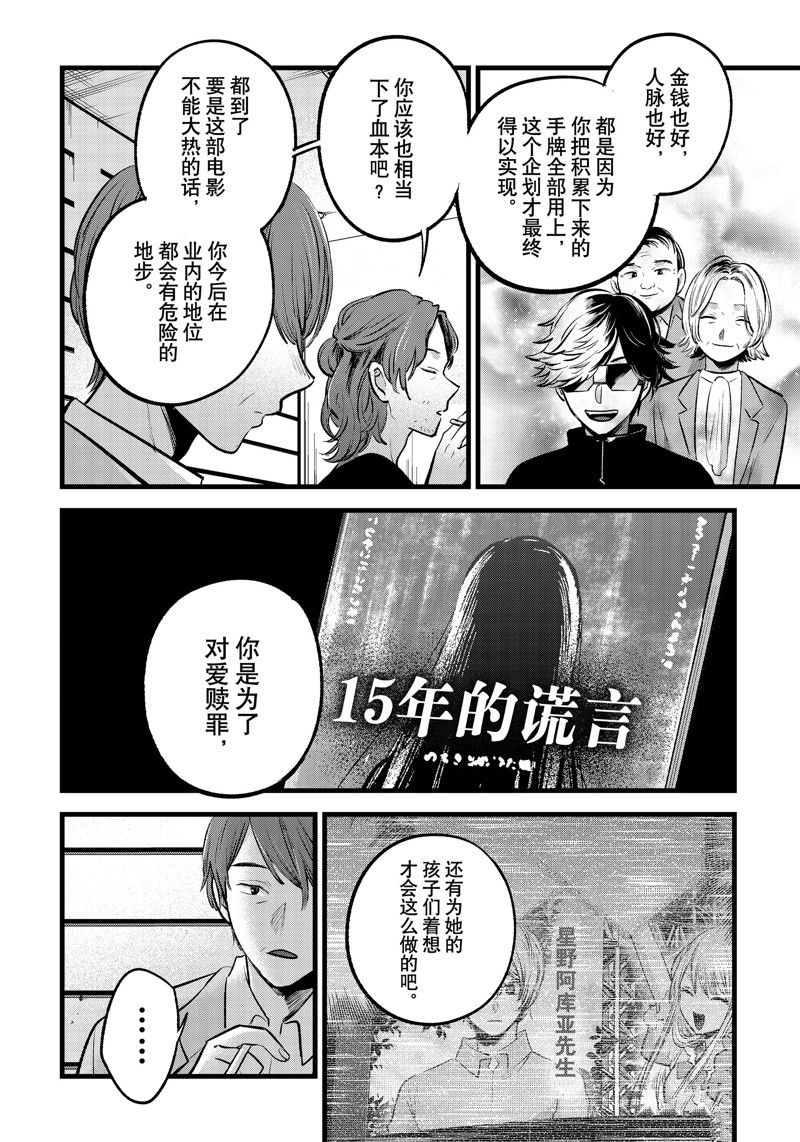 金钱也好，
人脉也好，
都是因为
你把积累下来的
手牌全部用上，
这个企划才最终
得以实现。
你应该也相当
下了血本吧？
都到了
要是这部电影
不能大热的话，
你今后在
业内的地位
都会有危险的
地步。
15年的谎言
你是为了
对爱赎罪，
还有为她的
孩子们着想
才会这么做的吧。
星野阿库亚先生
……